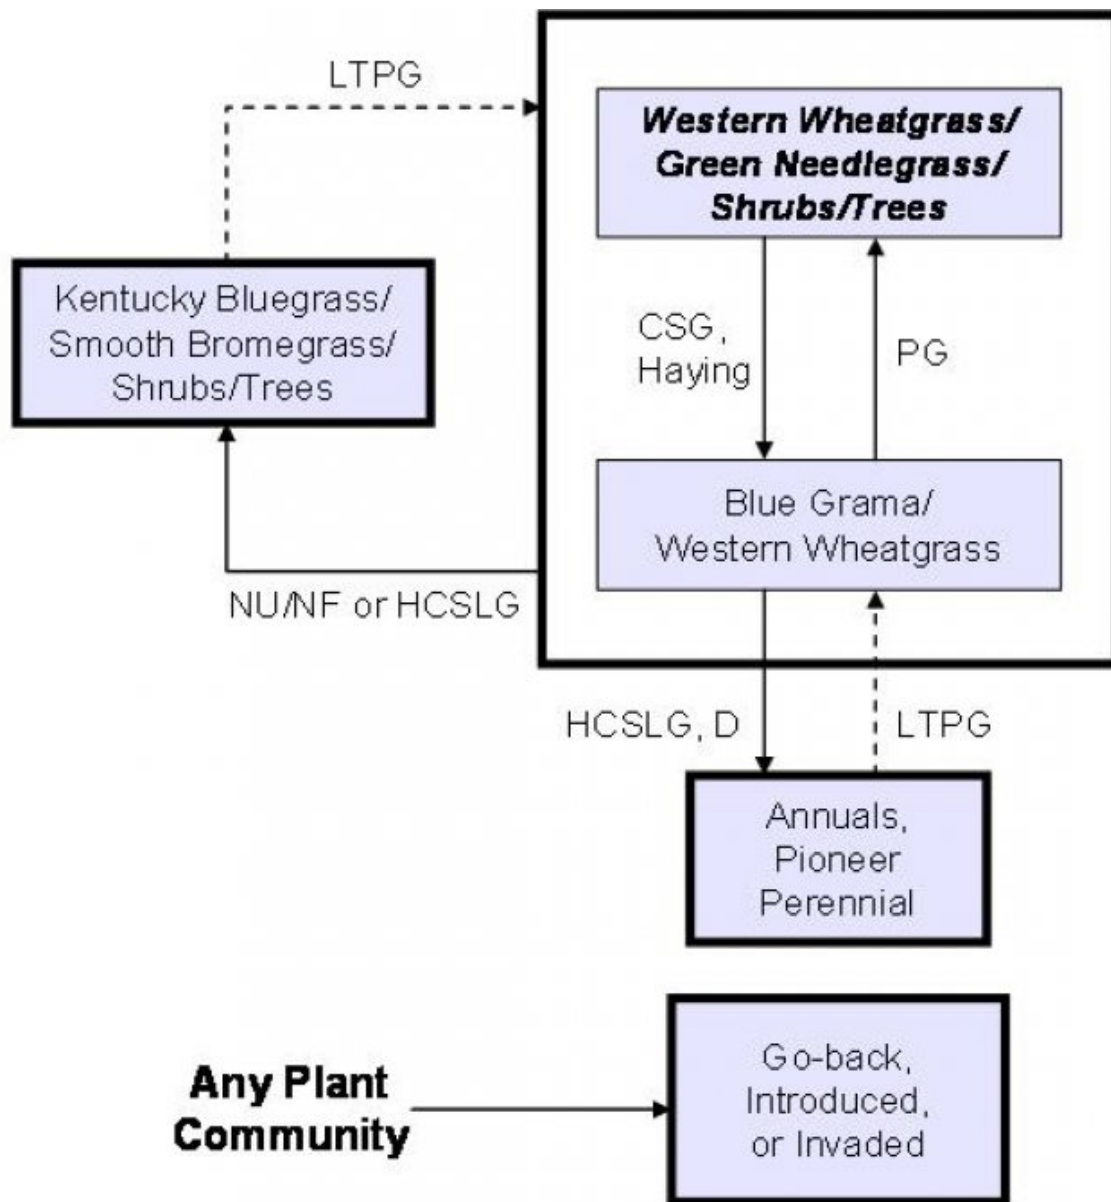 LTPG
Western Wheatgrass/
Green Needlegrass/
Shrubs/Trees
Kentucky Bluegrass/
Smooth Bromegrass/
Shrubs/Trees
CSG,
Haying
PG
Blue Grama/
Western Wheatgrass
NU/NF or HCSLG
HCSLG, D
LTPG
Annuals,
Pioneer
Perennial
Any Plant
Community
Go-back,
Introduced,
or Invaded